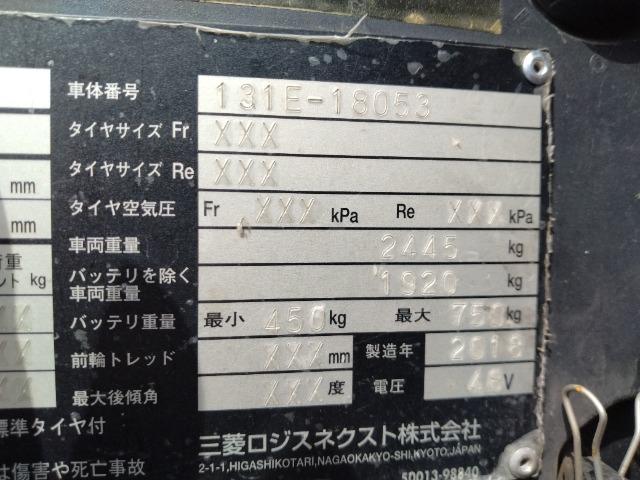 車体番号 131E-18053
タイヤサイズ Fr XXX
タイヤサイズ Re XXX
mm タイヤ空気圧 Fr XXX kPa Re XXX kPa
mm 車両重量 2445 kg
荷重
ント kg バッテリを除く
車両重量 1920 kg
バッテリ重量 最小 450 kg 最大 750 kg
前輪トレッド XXX mm 製造年 2018
最大後傾角 XXX 度 電圧 48 V
標準タイヤ付
三菱ロジスネクスト株式会社
2-1-1,HIGASHIKOTARI,NAGAOKAKYO-SHI,KYOTO,JAPAN
は傷害や死亡事故
50013-98840